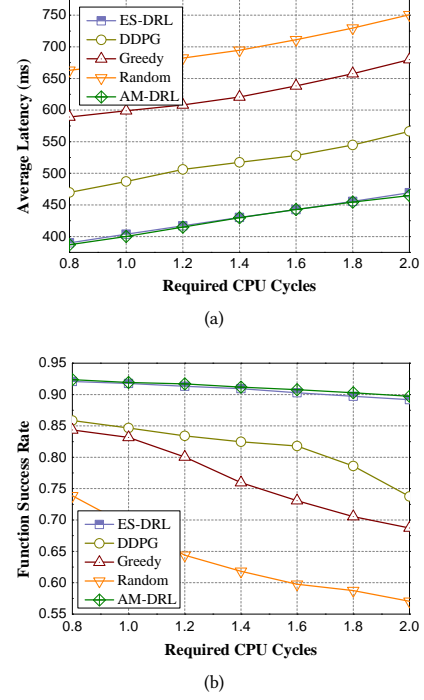 750
700
650
600
550
500
450
400
Average Latency (ms)
ES-DRL
DDPG
Greedy
Random
AM-DRL
0.8 1.0 1.2 1.4 1.6 1.8 2.0
Required CPU Cycles
(a)
0.95
0.90
0.85
0.80
0.75
0.70
0.65
0.60
0.55
Function Success Rate
ES-DRL
DDPG
Greedy
Random
AM-DRL
0.8 1.0 1.2 1.4 1.6 1.8 2.0
Required CPU Cycles
(b)